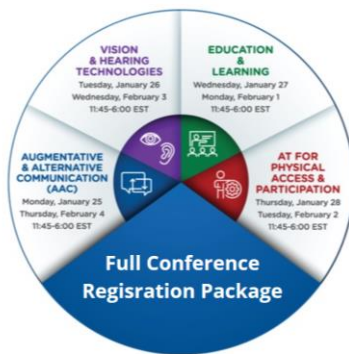 VISION
& HEARING
TECHNOLOGIES
Tuesday, January 26
Wednesday, February 3
11:45-6:00 EST
EDUCATION
&
LEARNING
Wednesday, January 27
Monday, February 1
11:45-6:00 EST
AUGMENTATIVE
& ALTERNATIVE
COMMUNICATION
(AAC)
Monday, January 25
Thursday, February 4
11:45-6:00 EST
AT FOR
PHYSICAL
ACCESS &
PARTICIPATION
Thursday, January 28
Tuesday, February 2
11:45-6:00 EST
Full Conference
Regisration Package